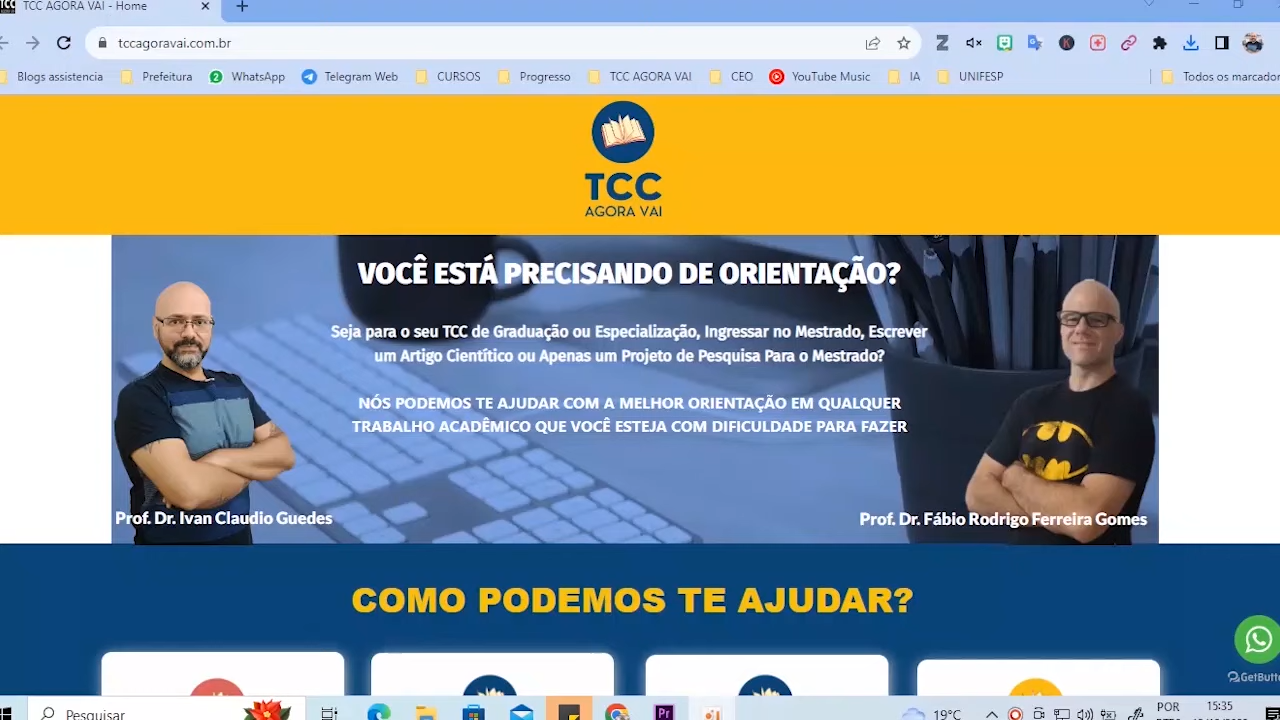 TCC AGORA VAI - Home
tccagoravai.com.br
Blogs assistencia
Prefeitura
WhatsApp
Telegram Web
CURSOS
Progresso
TCC AGORA VAI
CEO
YouTube Music
IA
UNIFESP
Todos os marcador
TCC
AGORA VAI
VOCÊ ESTÁ PRECISANDO DE ORIENTAÇÃO?
Seja para o seu TCC de Graduação ou Especialização, Ingressar no Mestrado, Escrever
um Artigo Científico ou Apenas um Projeto de Pesquisa Para o Mestrado?
NÓS PODEMOS TE AJUDAR COM A MELHOR ORIENTAÇÃO EM QUALQUER
TRABALHO ACADÊMICO QUE VOCÊ ESTEJA COM DIFICULDADE PARA FAZER
Prof. Dr. Ivan Claudio Guedes
Prof. Dr. Fábio Rodrigo Ferreira Gomes
COMO PODEMOS TE AJUDAR?
GetButt
Pesquisar
19°C
POR
15:35